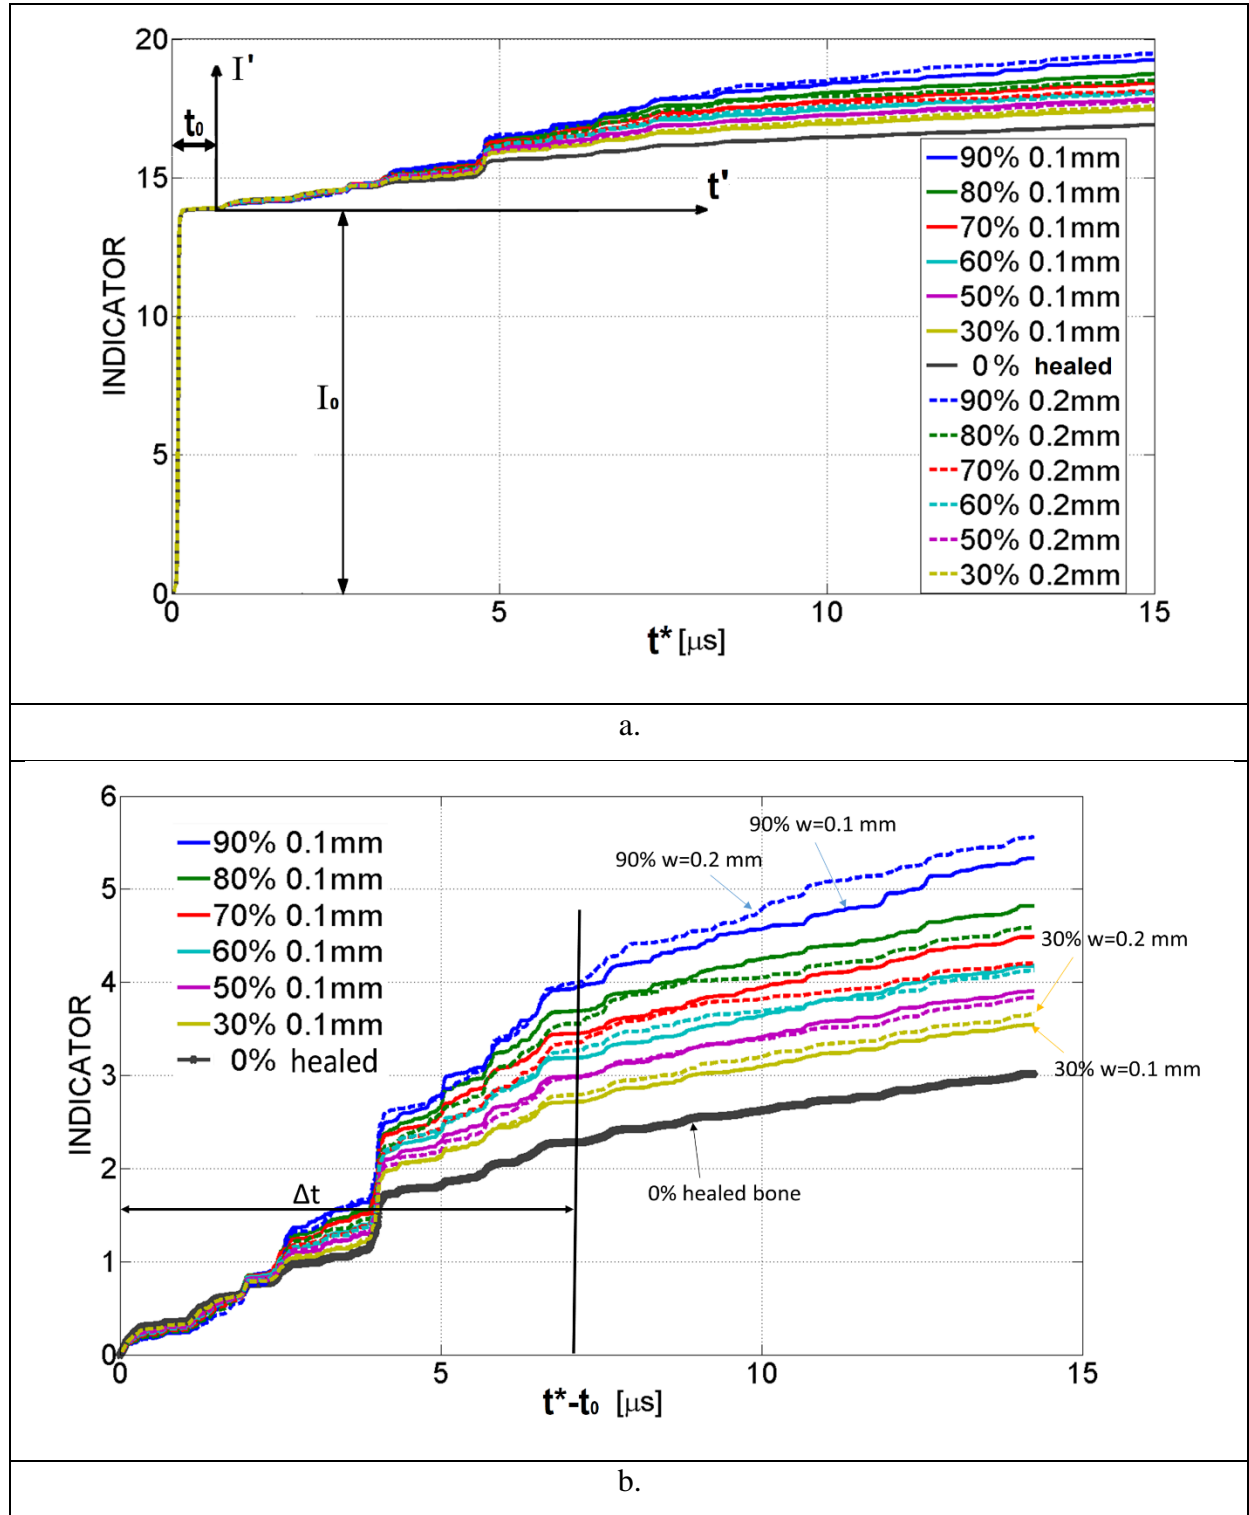 20
I'
t₀
15
t'
90% 0.1mm
80% 0.1mm
70% 0.1mm
60% 0.1mm
50% 0.1mm
30% 0.1mm
0% healed
90% 0.2mm
80% 0.2mm
70% 0.2mm
60% 0.2mm
50% 0.2mm
30% 0.2mm
INDICATOR
10
I₀
5
0
0 5 10 15
t* [μs]
a.
6
90% 0.1mm
80% 0.1mm
70% 0.1mm
60% 0.1mm
50% 0.1mm
30% 0.1mm
0% healed
90% w=0.1 mm
90% w=0.2 mm
5
30% w=0.2 mm
4
INDICATOR
3
30% w=0.1 mm
2
0% healed bone
Δt
1
0
0 5 10 15
t*-t₀ [μs]
b.